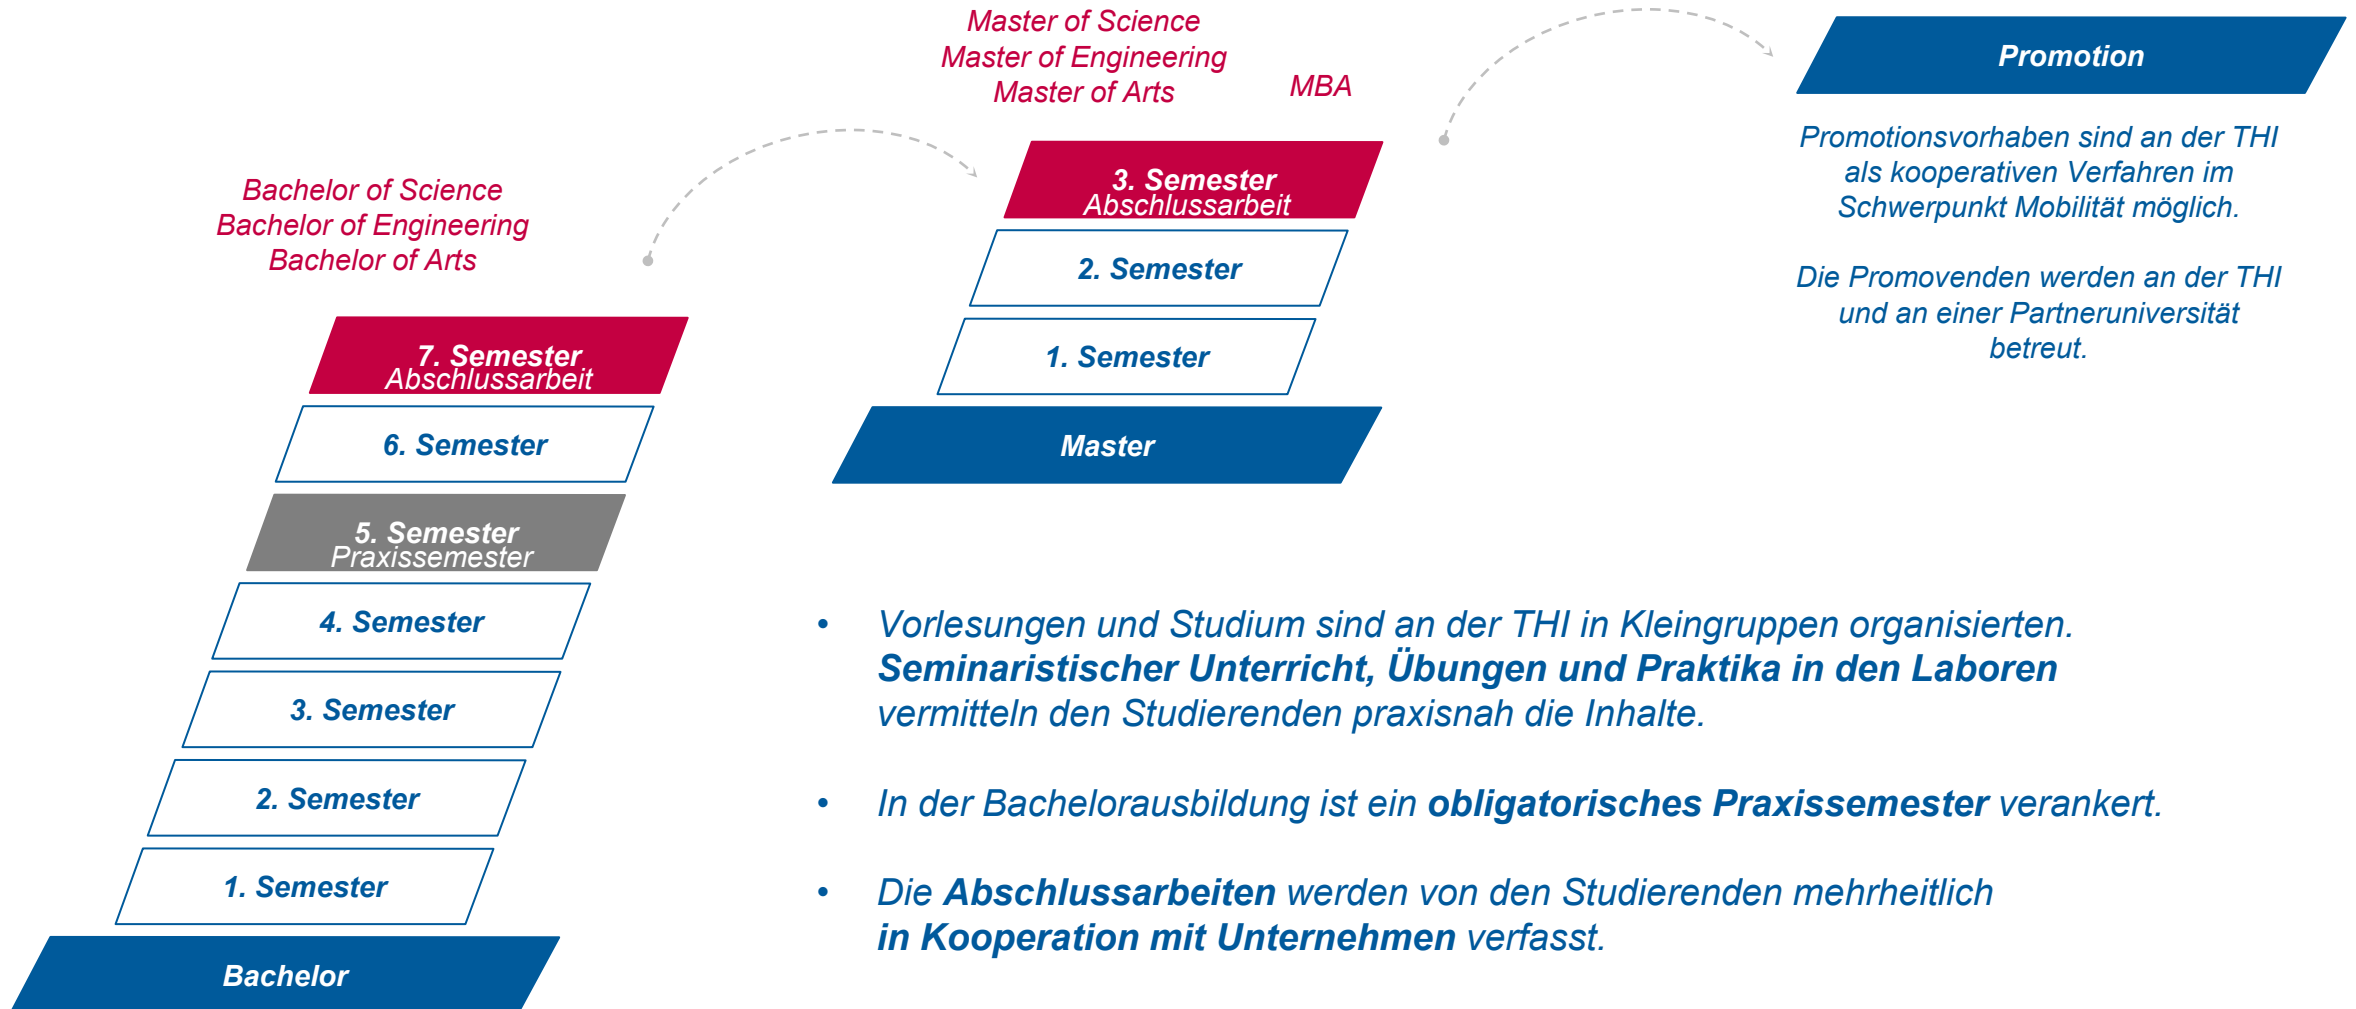 Bachelor of Science
Bachelor of Engineering
Bachelor of Arts
7. Semester
Abschlussarbeit
6. Semester
5. Semester
Praxissemester
4. Semester
3. Semester
2. Semester
1. Semester
Bachelor
Master of Science
Master of Engineering
Master of Arts
MBA
3. Semester
Abschlussarbeit
2. Semester
1. Semester
Master
Promotion
Promotionsvorhaben sind an der THI
als kooperativen Verfahren im
Schwerpunkt Mobilität möglich.
Die Promovenden werden an der THI
und an einer Partneruniversität
betreut.
• Vorlesungen und Studium sind an der THI in Kleingruppen organisierten.
Seminaristischer Unterricht, Übungen und Praktika in den Laboren
vermitteln den Studierenden praxisnah die Inhalte.
• In der Bachelorausbildung ist ein obligatorisches Praxissemester verankert.
• Die Abschlussarbeiten werden von den Studierenden mehrheitlich
in Kooperation mit Unternehmen verfasst.